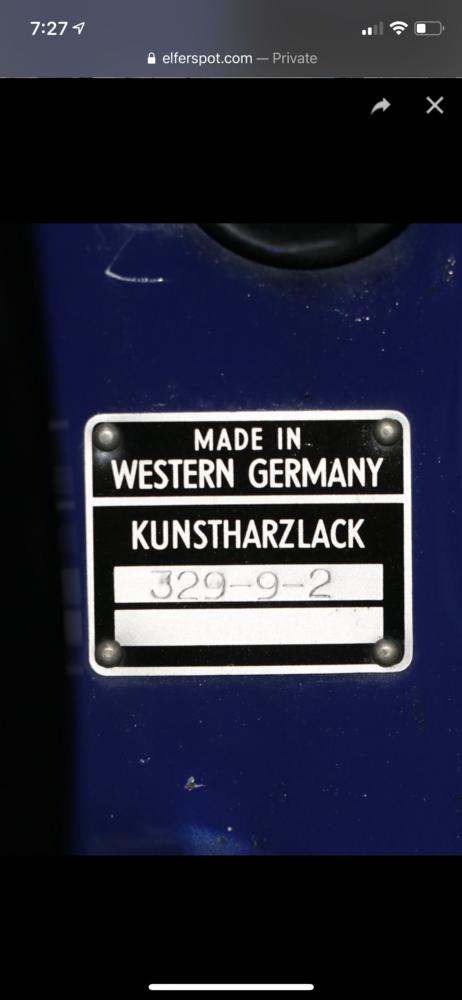 7:27
elferspot.com — Private
MADE IN
WESTERN GERMANY
KUNSTHARZLACK
329-9-2